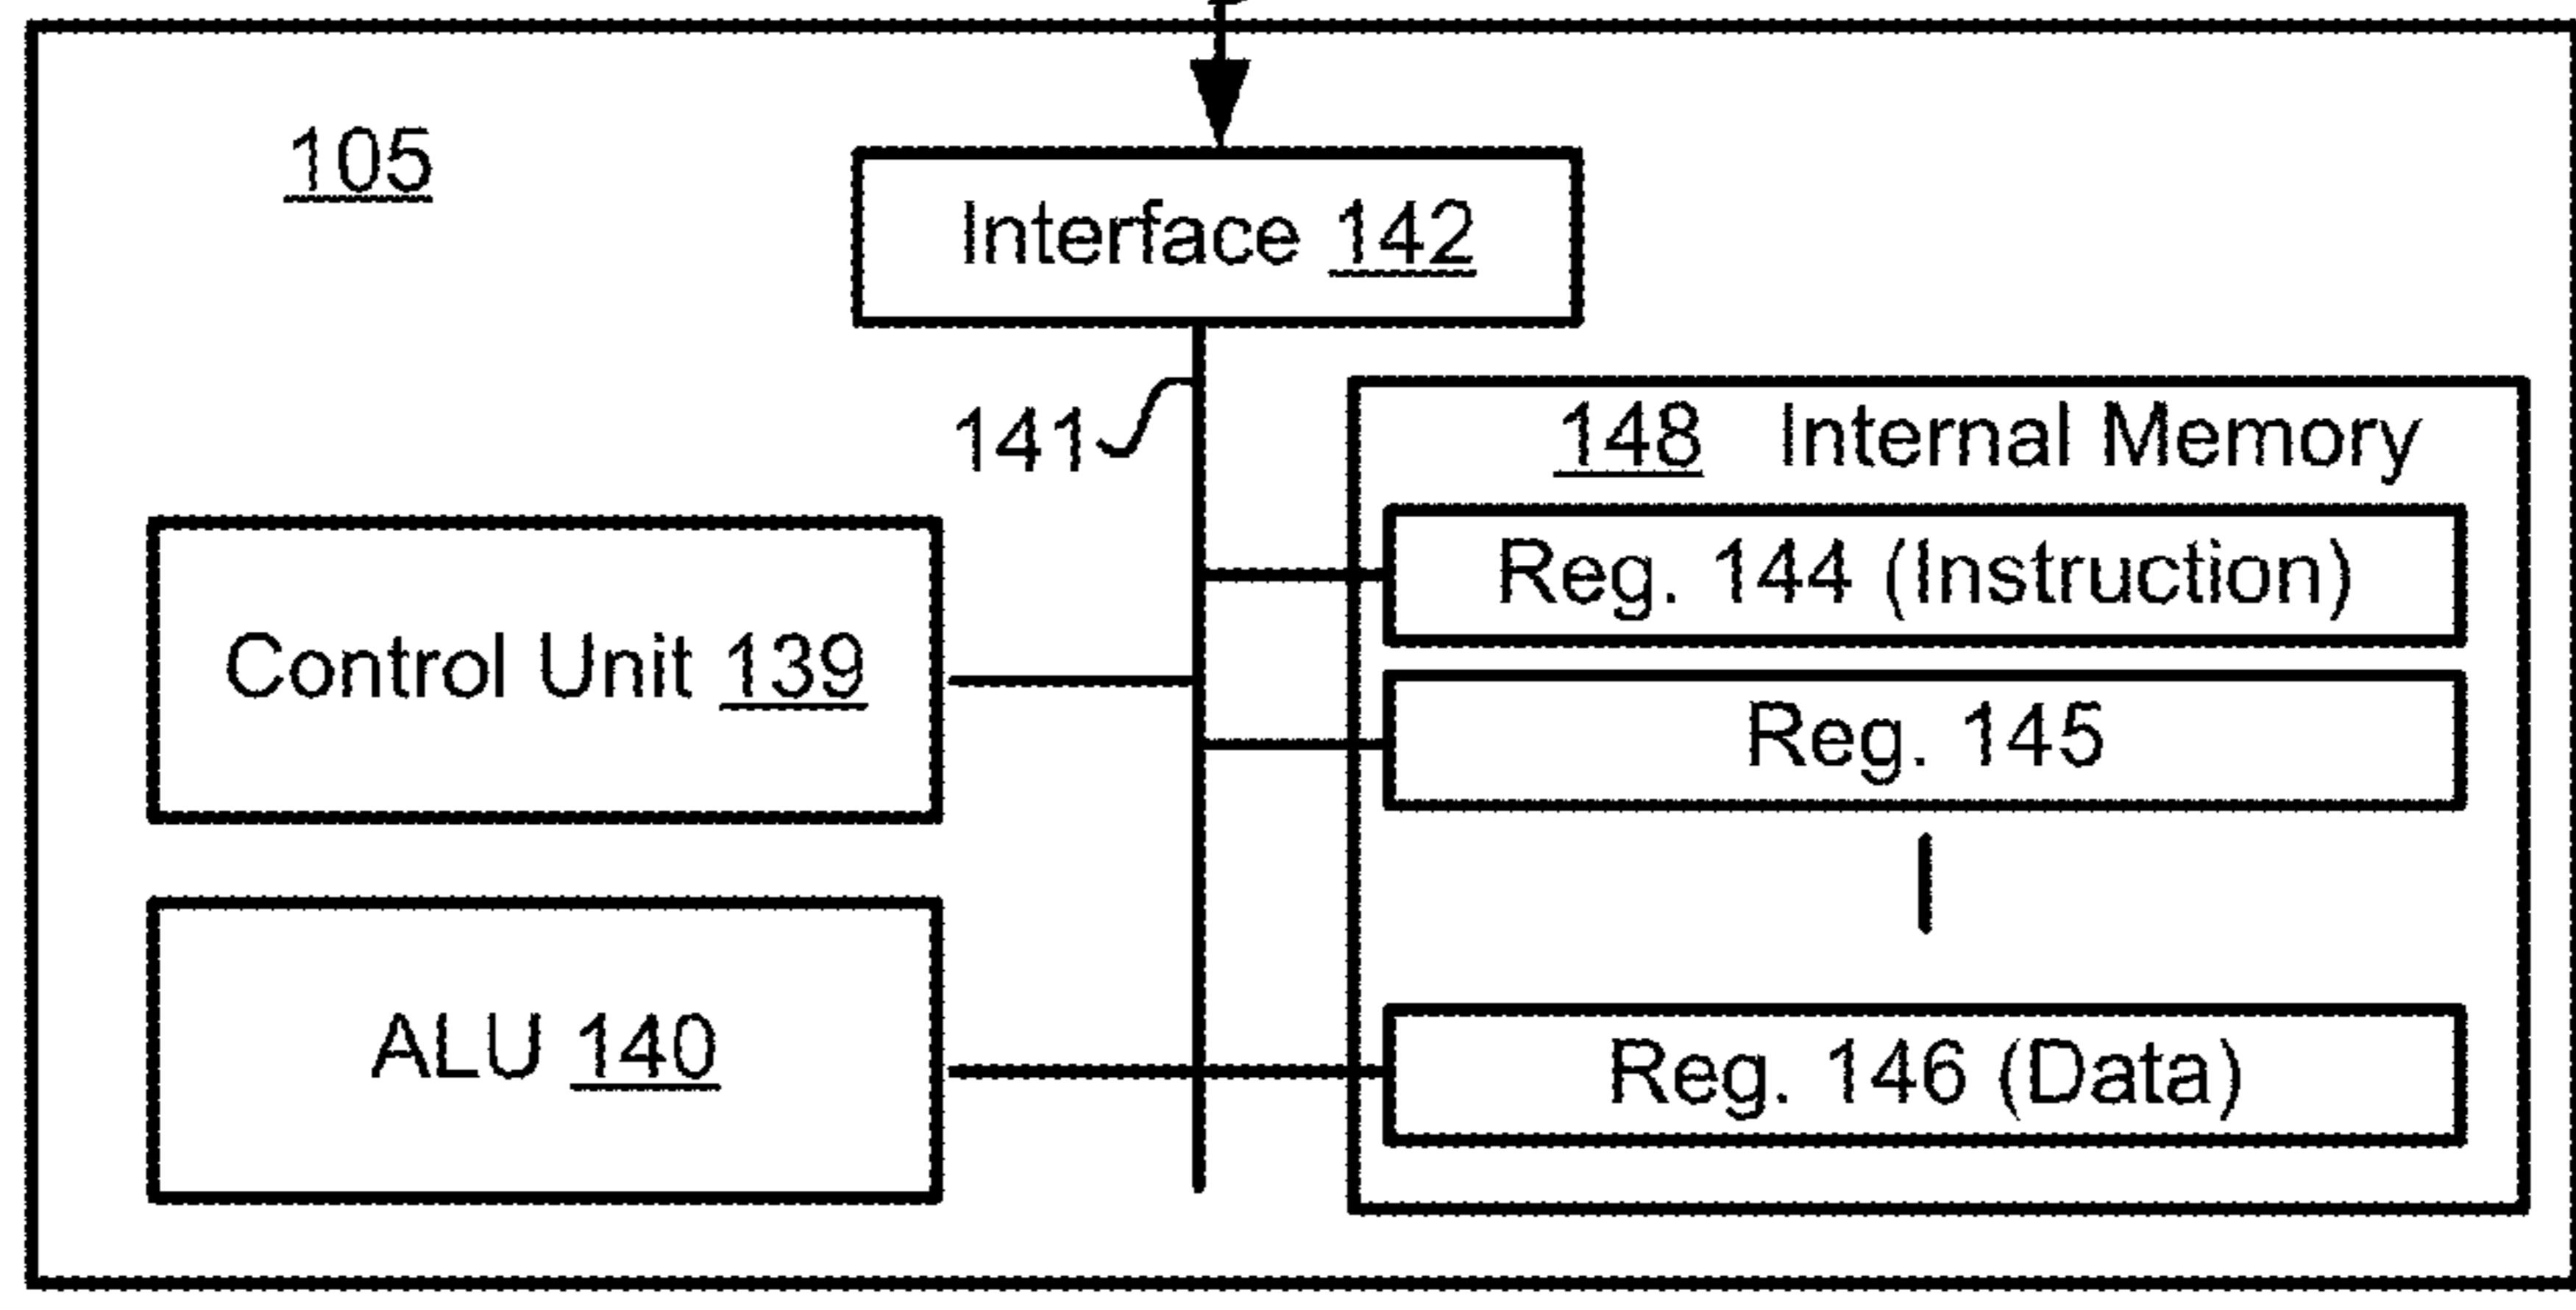 105
Interface 142
141
148 Internal Memory
Reg. 144 (Instruction)
Control Unit 139
Reg. 145
ALU 140
Reg. 146 (Data)